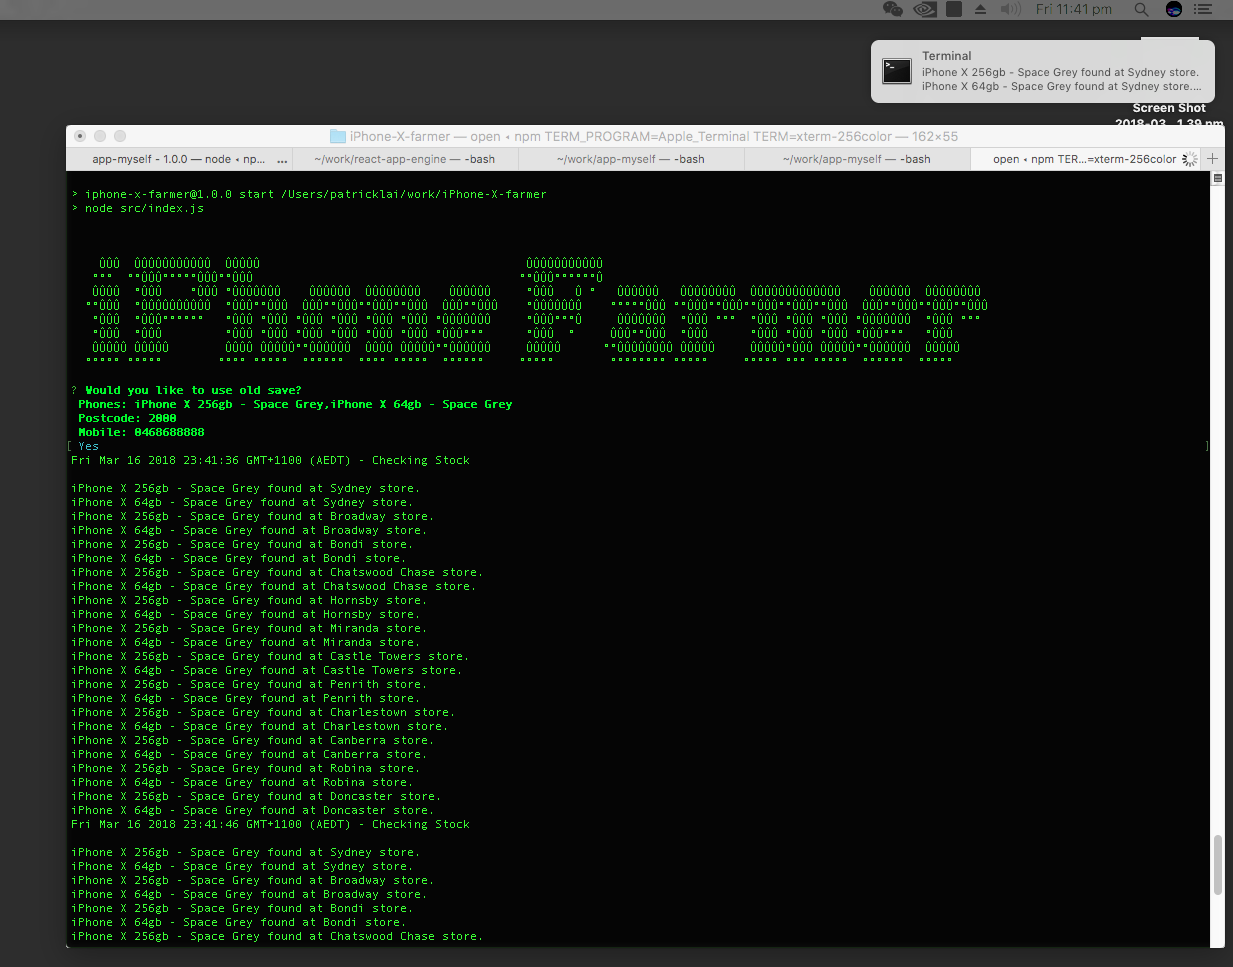 Fri 11:41 pm
Terminal
iPhone X 256gb - Space Grey found at Sydney store.
iPhone X 64gb - Space Grey found at Sydney store....
Screen Shot
2018-03...1.39 pm
iPhone-X-farmer — open • npm TERM_PROGRAM=Apple_Terminal TERM=xterm-256color — 162×55
app-myself - 1.0.0 — node • np... ...
~/work/react-app-engine — -bash
~/work/app-myself — -bash
~/work/app-myself — -bash
open • npm TER...=xterm-256color
> iphone-x-farmer@1.0.0 start /Users/patricklai/work/iPhone-X-farmer
> node src/index.js
iPhone Farmer
? Would you like to use old save?
Phones: iPhone X 256gb - Space Grey,iPhone X 64gb - Space Grey
Postcode: 2000
Mobile: 0468688888
[ Yes ]
Fri Mar 16 2018 23:41:36 GMT+1100 (AEDT) - Checking Stock
iPhone X 256gb - Space Grey found at Sydney store.
iPhone X 64gb - Space Grey found at Sydney store.
iPhone X 256gb - Space Grey found at Broadway store.
iPhone X 64gb - Space Grey found at Broadway store.
iPhone X 256gb - Space Grey found at Bondi store.
iPhone X 64gb - Space Grey found at Bondi store.
iPhone X 256gb - Space Grey found at Chatswood Chase store.
iPhone X 64gb - Space Grey found at Chatswood Chase store.
iPhone X 256gb - Space Grey found at Hornsby store.
iPhone X 64gb - Space Grey found at Hornsby store.
iPhone X 256gb - Space Grey found at Miranda store.
iPhone X 64gb - Space Grey found at Miranda store.
iPhone X 256gb - Space Grey found at Castle Towers store.
iPhone X 64gb - Space Grey found at Castle Towers store.
iPhone X 256gb - Space Grey found at Penrith store.
iPhone X 64gb - Space Grey found at Penrith store.
iPhone X 256gb - Space Grey found at Charlestown store.
iPhone X 64gb - Space Grey found at Charlestown store.
iPhone X 256gb - Space Grey found at Canberra store.
iPhone X 64gb - Space Grey found at Canberra store.
iPhone X 256gb - Space Grey found at Robina store.
iPhone X 64gb - Space Grey found at Robina store.
iPhone X 256gb - Space Grey found at Doncaster store.
iPhone X 64gb - Space Grey found at Doncaster store.
Fri Mar 16 2018 23:41:46 GMT+1100 (AEDT) - Checking Stock
iPhone X 256gb - Space Grey found at Sydney store.
iPhone X 64gb - Space Grey found at Sydney store.
iPhone X 256gb - Space Grey found at Broadway store.
iPhone X 64gb - Space Grey found at Broadway store.
iPhone X 256gb - Space Grey found at Bondi store.
iPhone X 64gb - Space Grey found at Bondi store.
iPhone X 256gb - Space Grey found at Chatswood Chase store.